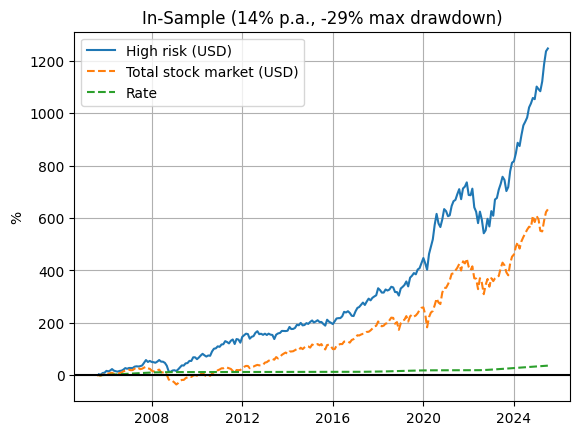 In-Sample (14% p.a., -29% max drawdown)
High risk (USD)
Total stock market (USD)
Rate
%
1200
1000
800
600
400
200
0
2008 2012 2016 2020 2024